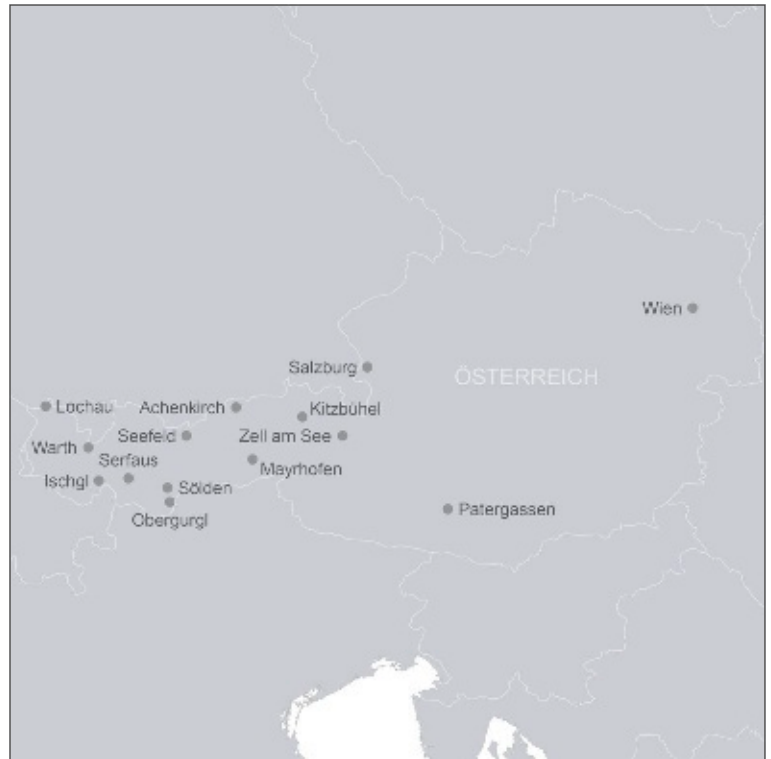 Wien
Salzburg
ÖSTERREICH
Lochau
Achenkirch
Kitzbühel
Seefeld
Zell am See
Warth
Serfaus
Mayrhofen
Ischgl
Sölden
Obergurgl
Patergassen